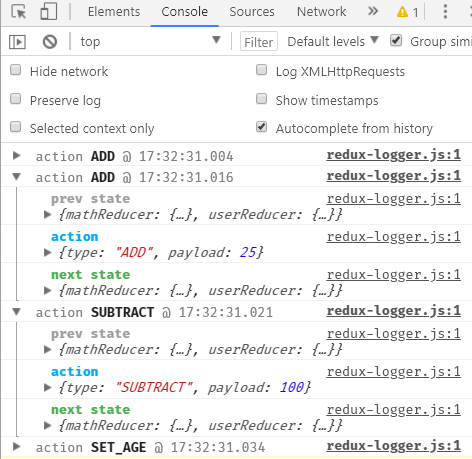 Elements Console Sources Network » 1
top Filter Default levels Group simi
Hide network Log XMLHttpRequests
Preserve log Show timestamps
Selected context only Autocomplete from history
action ADD @ 17:32:31.004 redux-logger.js:1
action ADD @ 17:32:31.016 redux-logger.js:1
prev state redux-logger.js:1
{mathReducer: {…}, userReducer: {…}}
action redux-logger.js:1
{type: "ADD", payload: 25}
next state redux-logger.js:1
{mathReducer: {…}, userReducer: {…}}
action SUBTRACT @ 17:32:31.021 redux-logger.js:1
prev state redux-logger.js:1
{mathReducer: {…}, userReducer: {…}}
action redux-logger.js:1
{type: "SUBTRACT", payload: 100}
next state redux-logger.js:1
{mathReducer: {…}, userReducer: {…}}
action SET_AGE @ 17:32:31.034 redux-logger.js:1